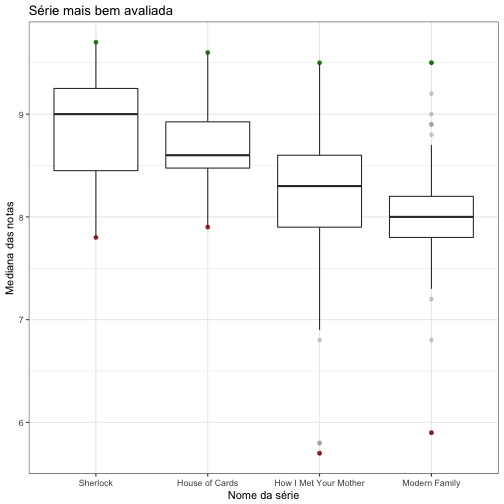 Série mais bem avaliada
Mediana das notas
9
8
7
6
Sherlock
House of Cards
How I Met Your Mother
Modern Family
Nome da série